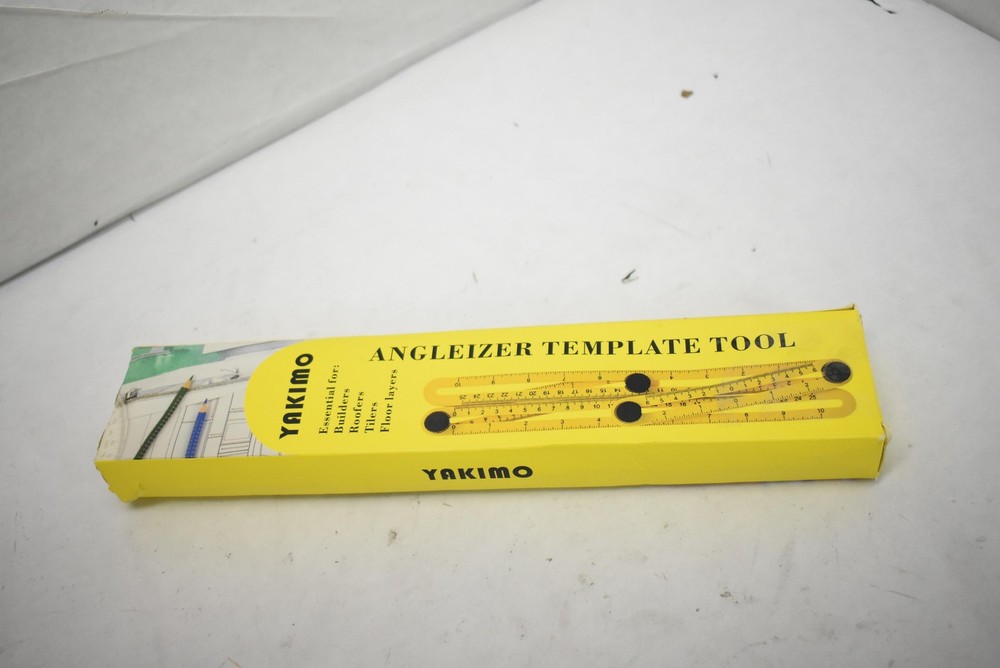 YAKIMO
Essential for:
Builders
Roofers
Tilers
Floor layers
ANGLEIZER TEMPLATE TOOL
YAKIMO